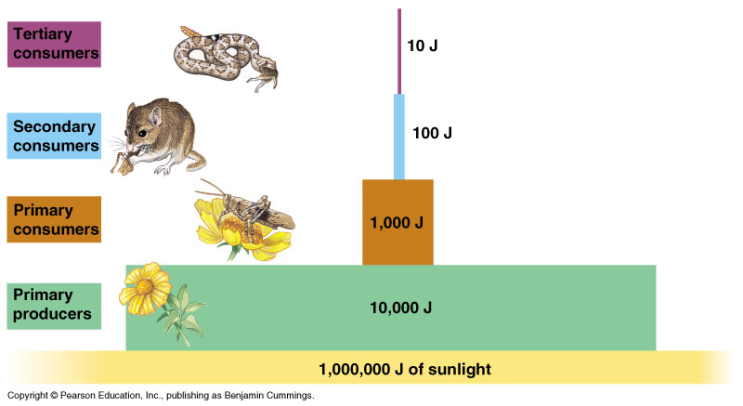 Tertiary
consumers
10 J
Secondary
consumers
100 J
Primary
consumers
1,000 J
Primary
producers
10,000 J
1,000,000 J of sunlight
Copyright © Pearson Education, Inc., publishing as Benjamin Cummings.